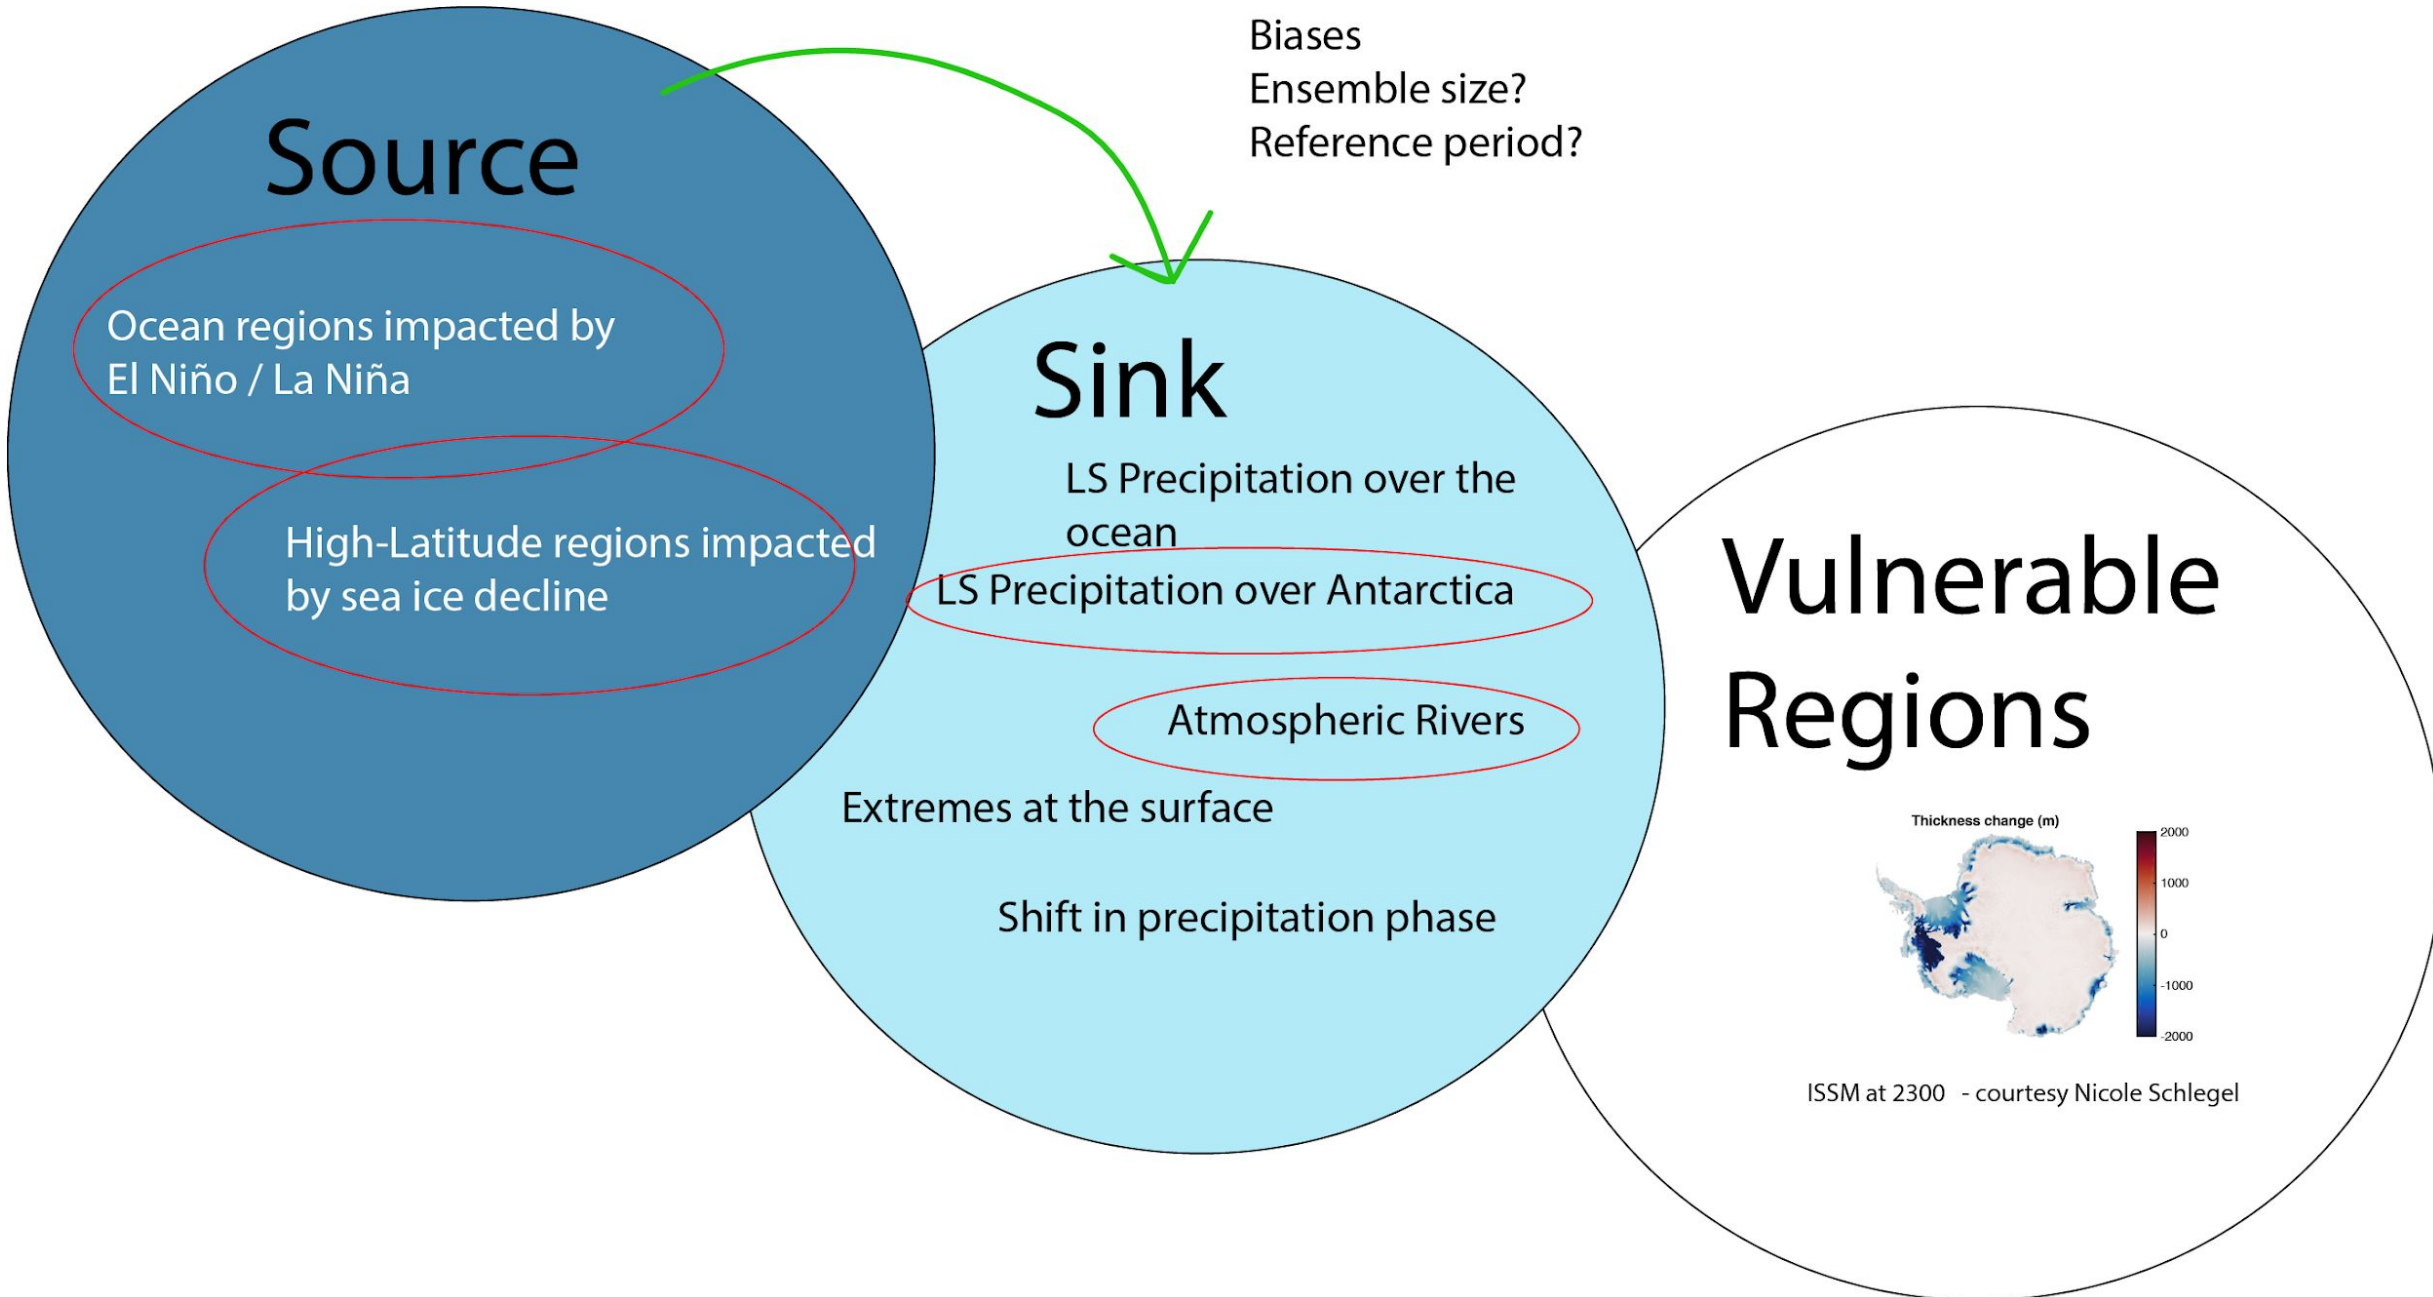 Biases
Ensemble size?
Reference period?
Source
Ocean regions impacted by
El Niño / La Niña
High-Latitude regions impacted
by sea ice decline
Sink
LS Precipitation over the
ocean
LS Precipitation over Antarctica
Atmospheric Rivers
Extremes at the surface
Shift in precipitation phase
Vulnerable
Regions
Thickness change (m)
2000
1000
0
-1000
-2000
ISSM at 2300 - courtesy Nicole Schlegel